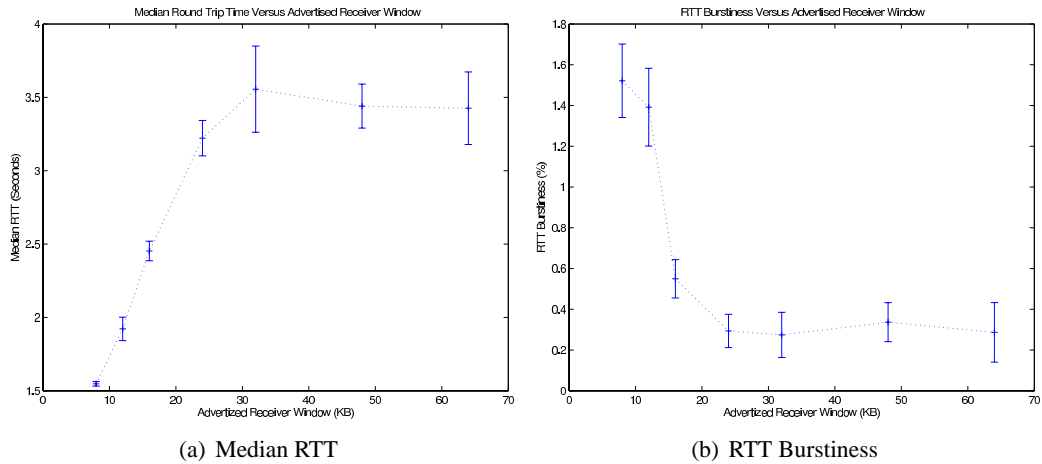 Median Round Trip Time Versus Advertised Receiver Window
4
3.5
3
2.5
2
1.5
Median RTT (Seconds)
0 10 20 30 40 50 60 70
Advertized Receiver Window (KB)
(a) Median RTT
RTT Burstiness Versus Advertised Receiver Window
1.8
1.6
1.4
1.2
1
0.8
0.6
0.4
0.2
0
RTT Burstiness (%)
0 10 20 30 40 50 60 70
Advertized Receiver Window (KB)
(b) RTT Burstiness